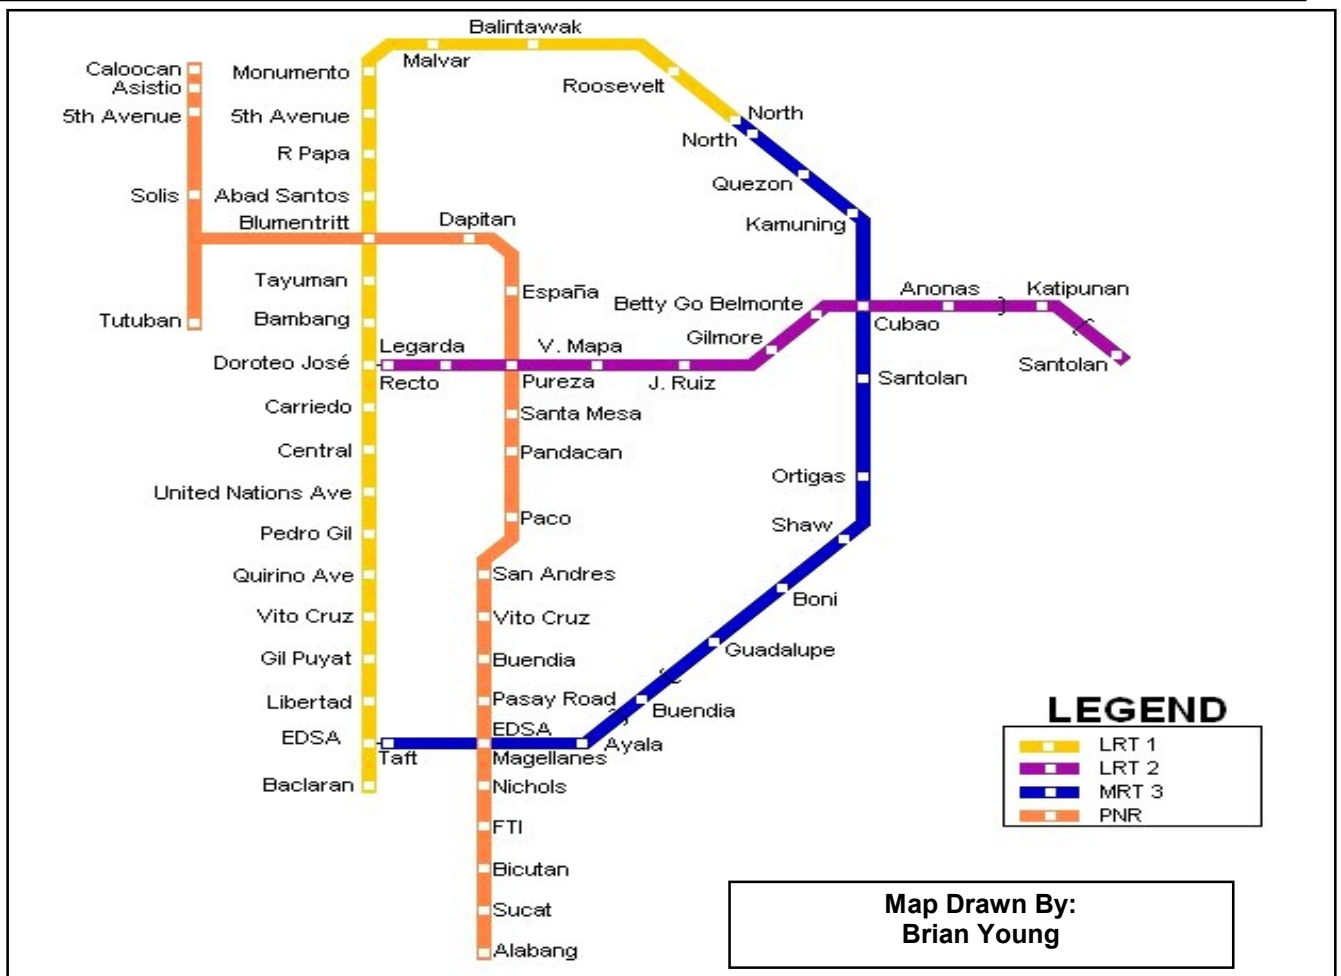 Balintawak
Malvar
Caloocan
Monumento
Asistio
Roosevelt
5th Avenue
5th Avenue
North
North
R Papa
Quezon
Solis
Abad Santos
Blumentritt
Dapitan
Kamuning
Tayuman
España
Anonas
Katipunan
Betty Go Belmonte
Tutuban
Bambang
Cubao
Gilmore
Legarda
V. Mapa
Doroteo José
Santolan
Recto
Pureza
J. Ruiz
Santolan
Carriedo
Santa Mesa
Central
Pandacan
Ortigas
United Nations Ave
Paco
Shaw
Pedro Gil
Quirino Ave
San Andres
Boni
Vito Cruz
Vito Cruz
Guadalupe
Gil Puyat
Buendia
Libertad
Pasay Road
Buendia
EDSA
EDSA
Ayala
Taft
Magellanes
Baclaran
Nichols
FTI
Bicutan
Sucat
Alabang
LEGEND
LRT 1
LRT 2
MRT 3
PNR
Map Drawn By:
Brian Young